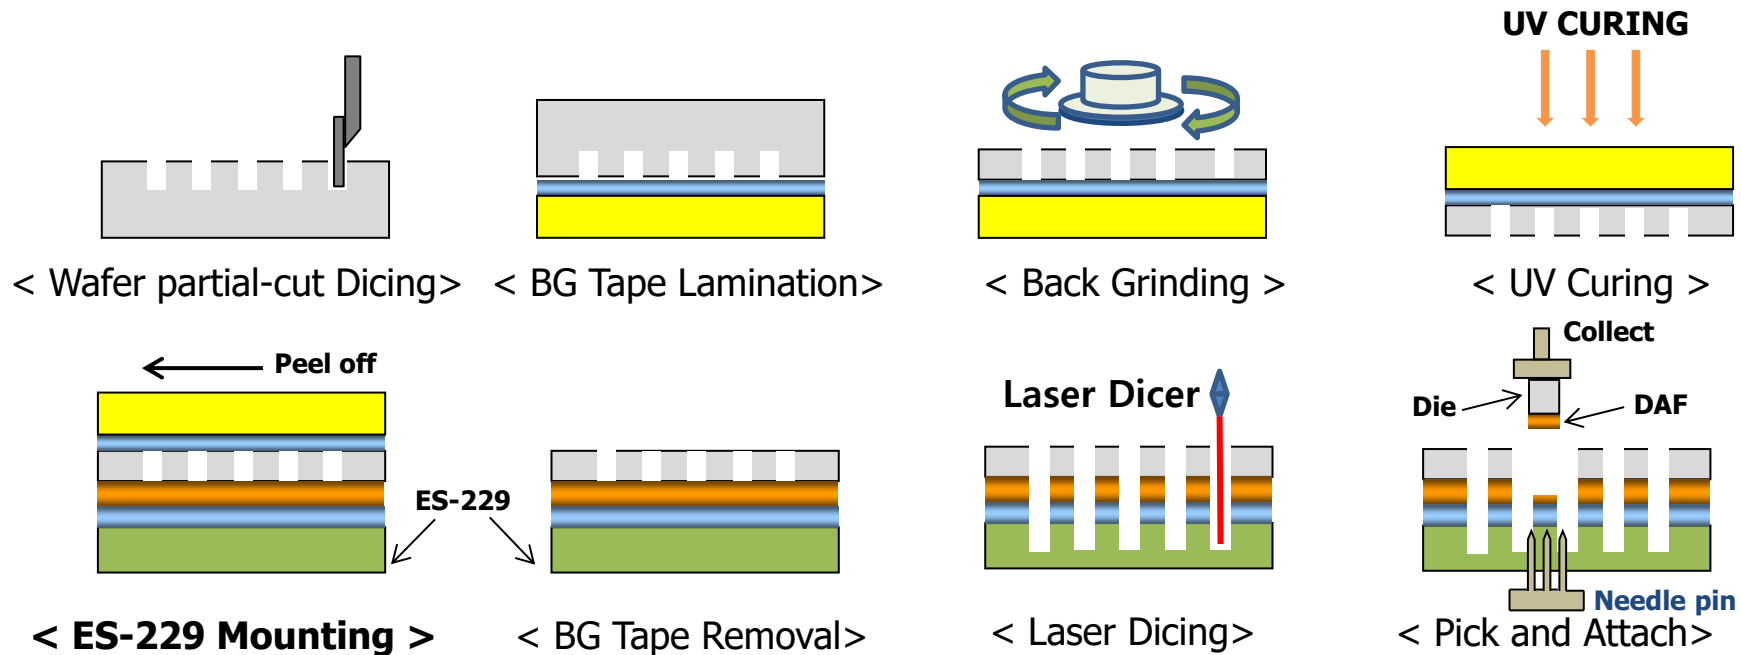 UV CURING
< Wafer partial-cut Dicing>
< BG Tape Lamination>
< Back Grinding >
< UV Curing >
Peel off
ES-229
Laser Dicer
Collect
Die
DAF
Needle pin
< ES-229 Mounting >
< BG Tape Removal>
< Laser Dicing>
< Pick and Attach>